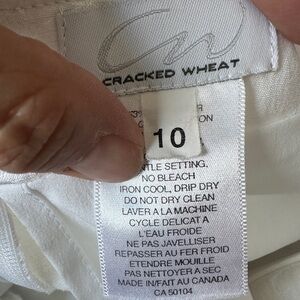 CW
CRACKED WHEAT
10
SETTING,
NO BLEACH
IRON COOL, DRIP DRY
DO NOT DRY CLEAN
LAVER A LA MACHINE
CYCLE DELICAT A
L'EAU FROIDE
NE PAS JAVELLISER
REPASSER AU FER FROID
ETENDRE MOUILLE
PAS NETTOYER A SEC
MADE IN/FAIT AU CANADA
CA 50104